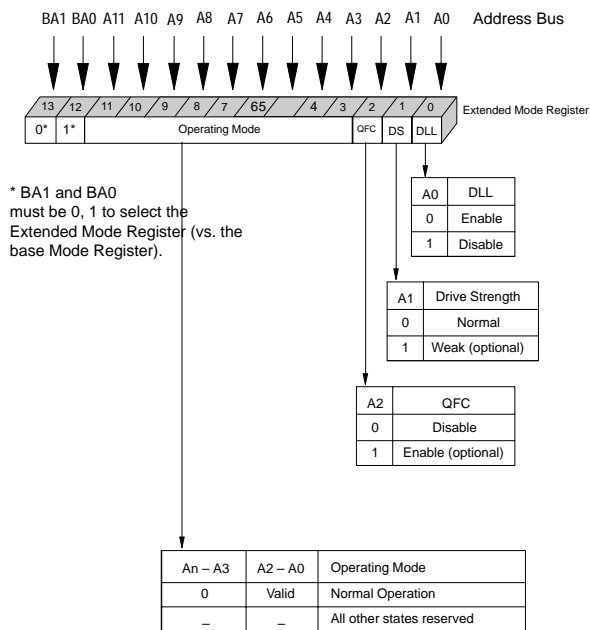 BA1 BA0 A11 A10 A9 A8 A7 A6 A5 A4 A3 A2 A1 A0 Address Bus
13 12 11 10 9 8 7 65 4 3 2 1 0 Extended Mode Register
0* 1* Operating Mode QFC DS DLL
* BA1 and BA0
must be 0, 1 to select the
Extended Mode Register (vs. the
base Mode Register).
A0 DLL
0 Enable
1 Disable
A1 Drive Strength
0 Normal
1 Weak (optional)
A2 QFC
0 Disable
1 Enable (optional)
An – A3 A2 – A0 Operating Mode
0 Valid Normal Operation
_ _ All other states reserved